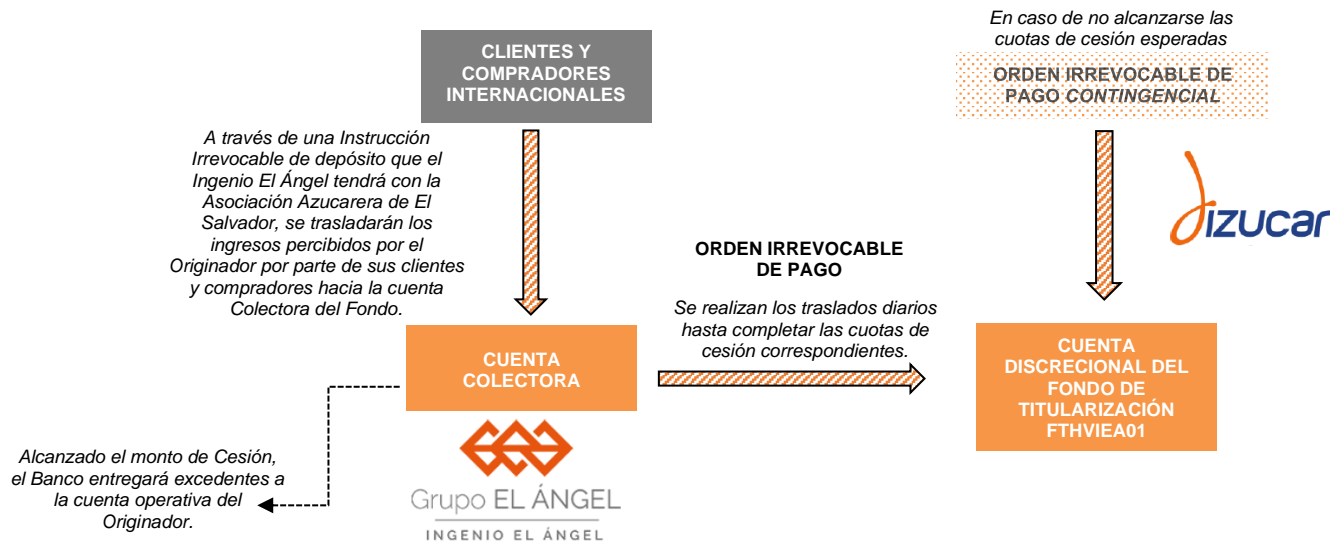 CLIENTES Y
COMPRADORES
INTERNACIONALES
En caso de no alcanzarse las
cuotas de cesión esperadas
ORDEN IRREVOCABLE DE
PAGO CONTINGENCIAL
A través de una Instrucción
Irrevocable de depósito que el
Ingenio El Ángel tendrá con la
Asociación Azucarera de El
Salvador, se trasladarán los
ingresos percibidos por el
Originador por parte de sus clientes
y compradores hacia la cuenta
Colectora del Fondo.
dizucar
ORDEN IRREVOCABLE
DE PAGO
Se realizan los traslados diarios
hasta completar las cuotas de
cesión correspondientes.
CUENTA
COLECTORA
CUENTA
DISCRECIONAL DEL
FONDO DE
TITULARIZACIÓN
FTHVIEA01
Alcanzado el monto de Cesión,
el Banco entregará excedentes a
la cuenta operativa del
Originador.
Grupo EL ÁNGEL
INGENIO EL ÁNGEL